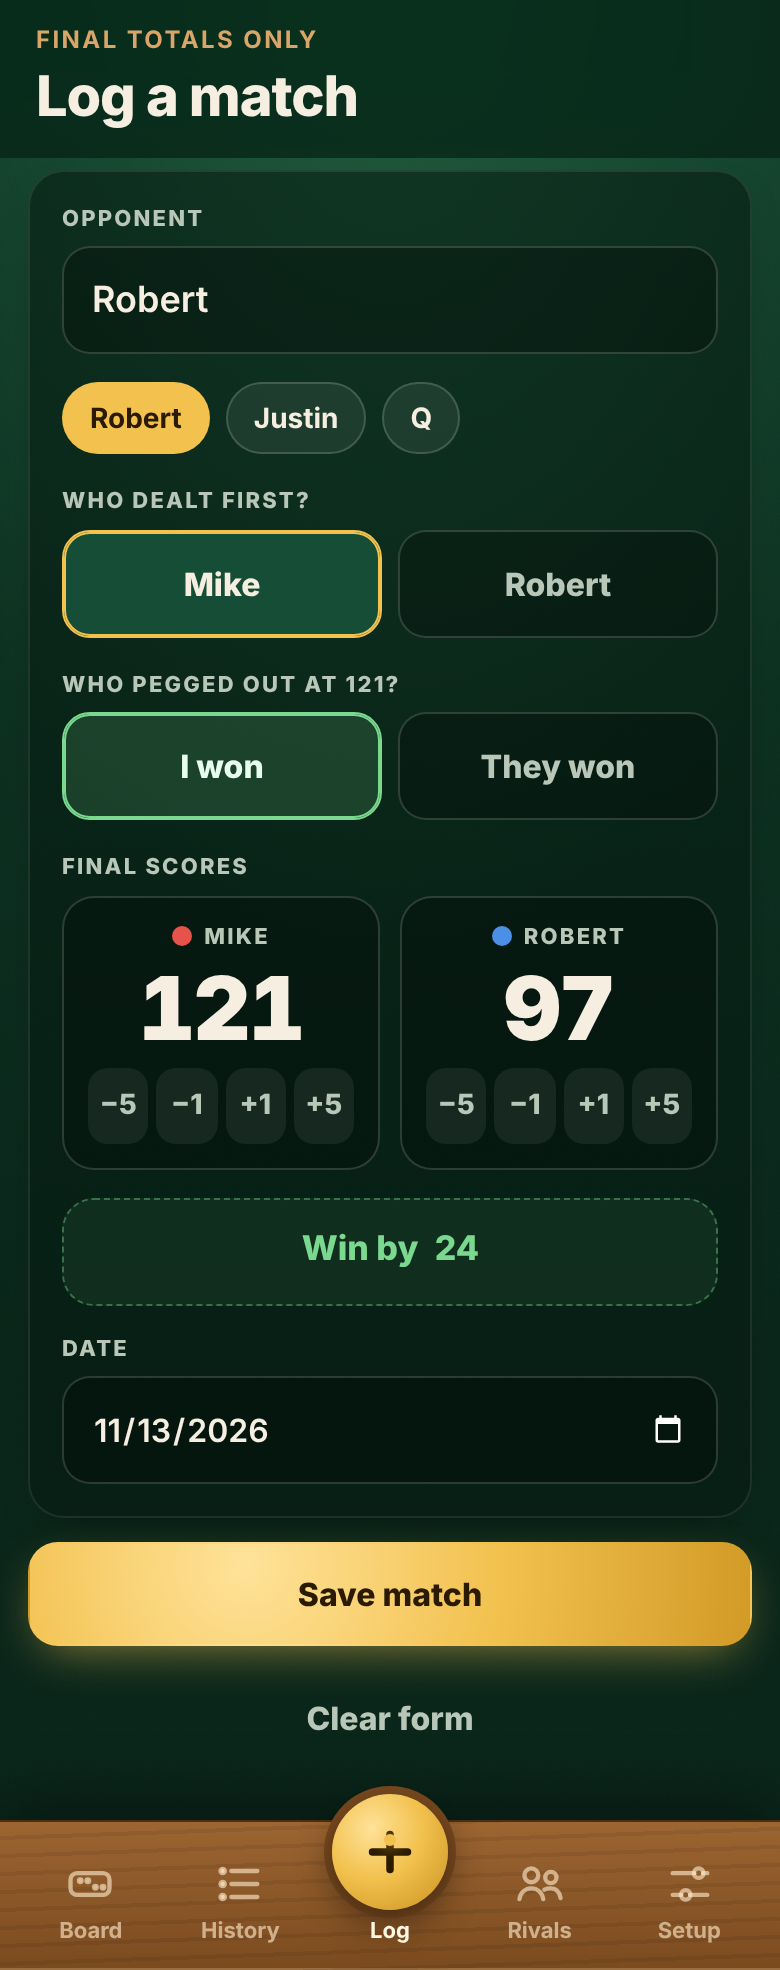 FINAL TOTALS ONLY
Log a match
OPPONENT
Robert
Robert Justin Q
WHO DEALT FIRST?
Mike Robert
WHO PEGGED OUT AT 121?
I won They won
FINAL SCORES
MIKE ROBERT
121 97
−5 −1 +1 +5 −5 −1 +1 +5
Win by 24
DATE
11/13/2026
Save match
Clear form
Board History Log Rivals Setup